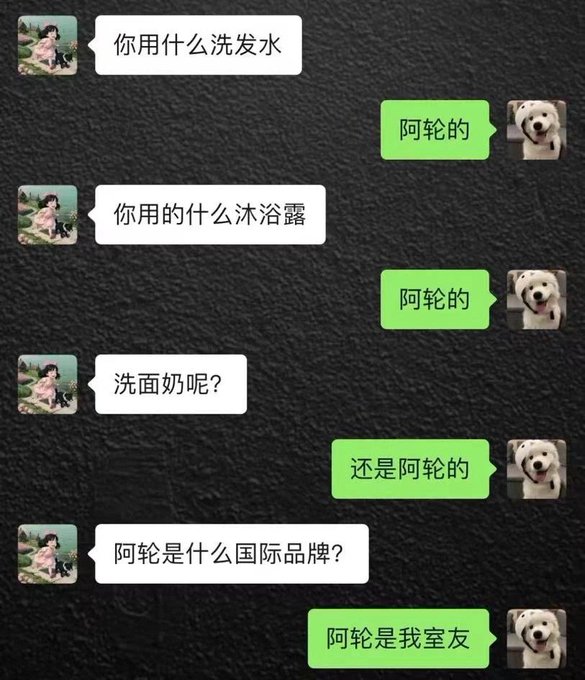 你用什么洗发水
阿轮的
你用的什么沐浴露
阿轮的
洗面奶呢？
还是阿轮的
阿轮是什么国际品牌？
阿轮是我室友